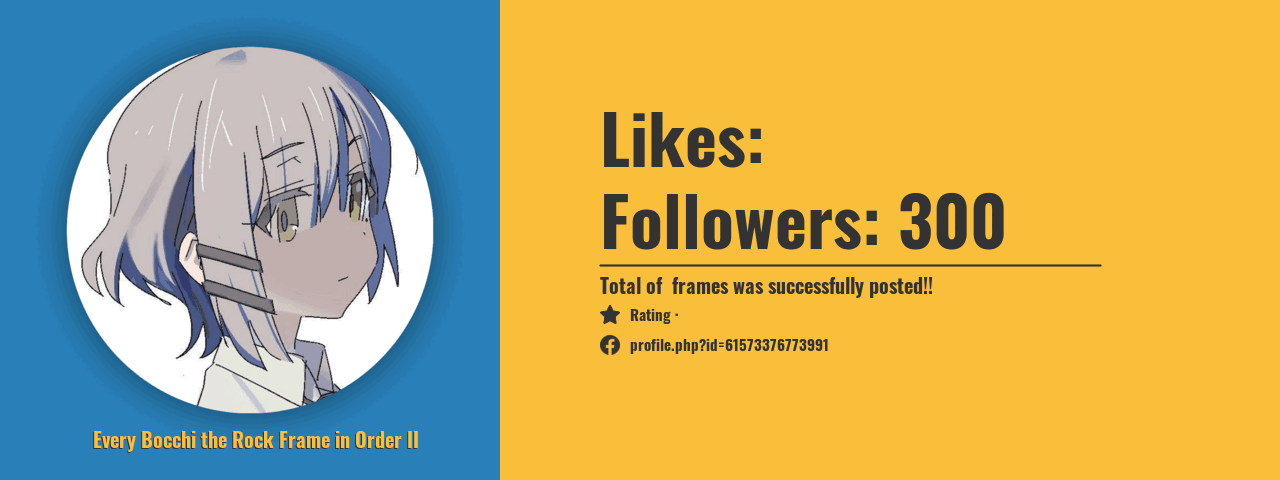 Likes:
Followers: 300
Total of  frames was successfully posted!!
Rating ·
profile.php?id=61573376773991
Every Bocchi the Rock Frame in Order II